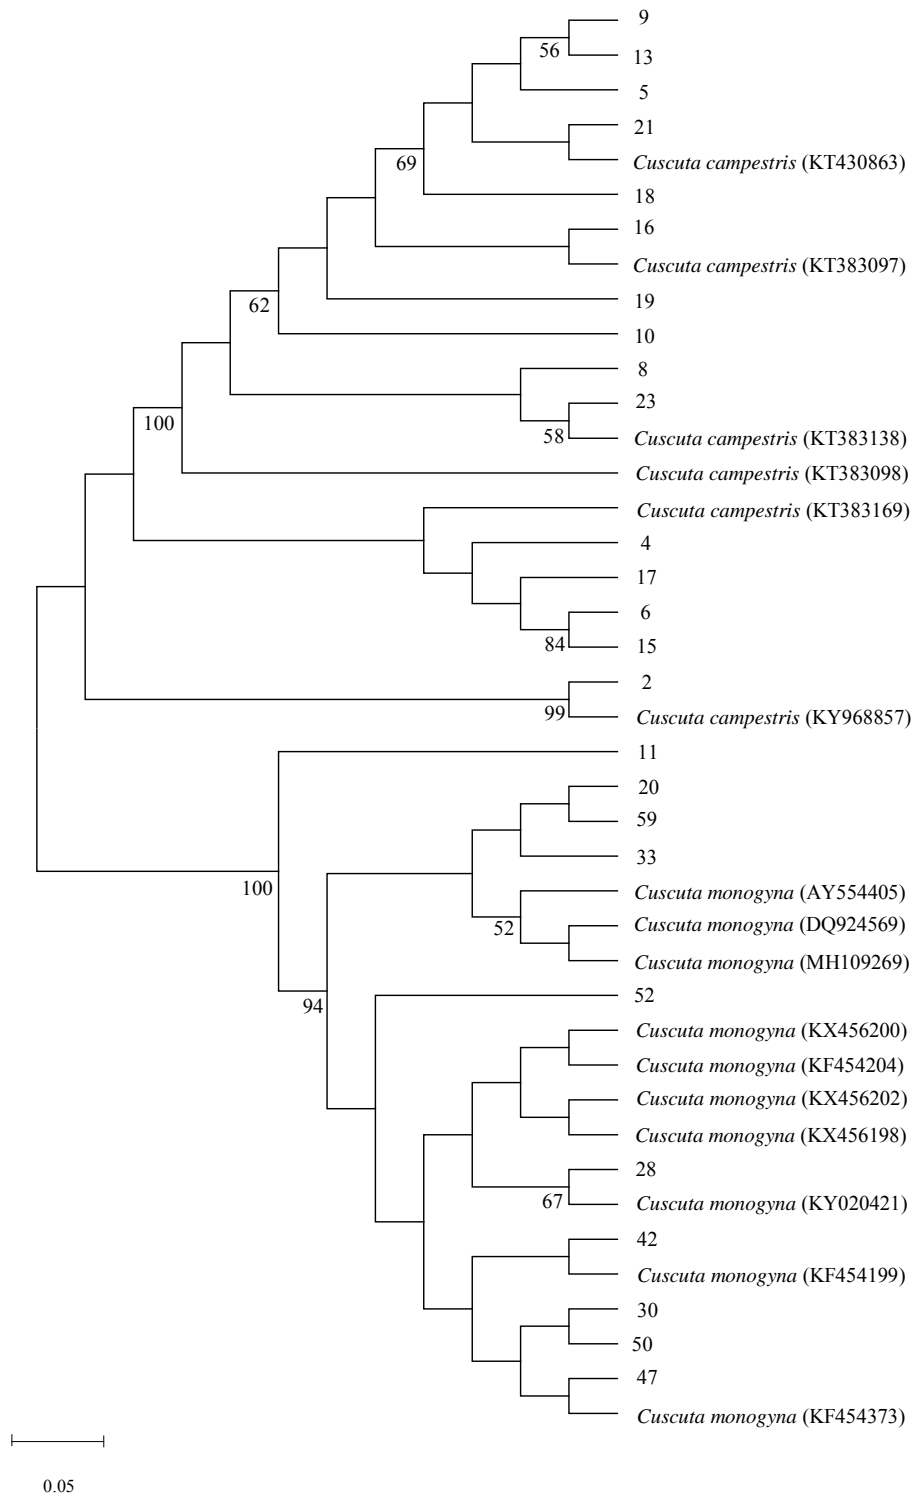 9
56
13
5
21
Cuscuta campestris (KT430863)
69
18
16
Cuscuta campestris (KT383097)
19
62
10
8
23
100
58
Cuscuta campestris (KT383138)
Cuscuta campestris (KT383098)
Cuscuta campestris (KT383169)
4
17
6
84
15
2
99
Cuscuta campestris (KY968857)
11
20
59
33
100
Cuscuta monogyna (AY554405)
52
Cuscuta monogyna (DQ924569)
Cuscuta monogyna (MH109269)
94
52
Cuscuta monogyna (KX456200)
Cuscuta monogyna (KF454204)
Cuscuta monogyna (KX456202)
Cuscuta monogyna (KX456198)
28
67
Cuscuta monogyna (KY020421)
42
Cuscuta monogyna (KF454199)
30
50
47
Cuscuta monogyna (KF454373)
0.05